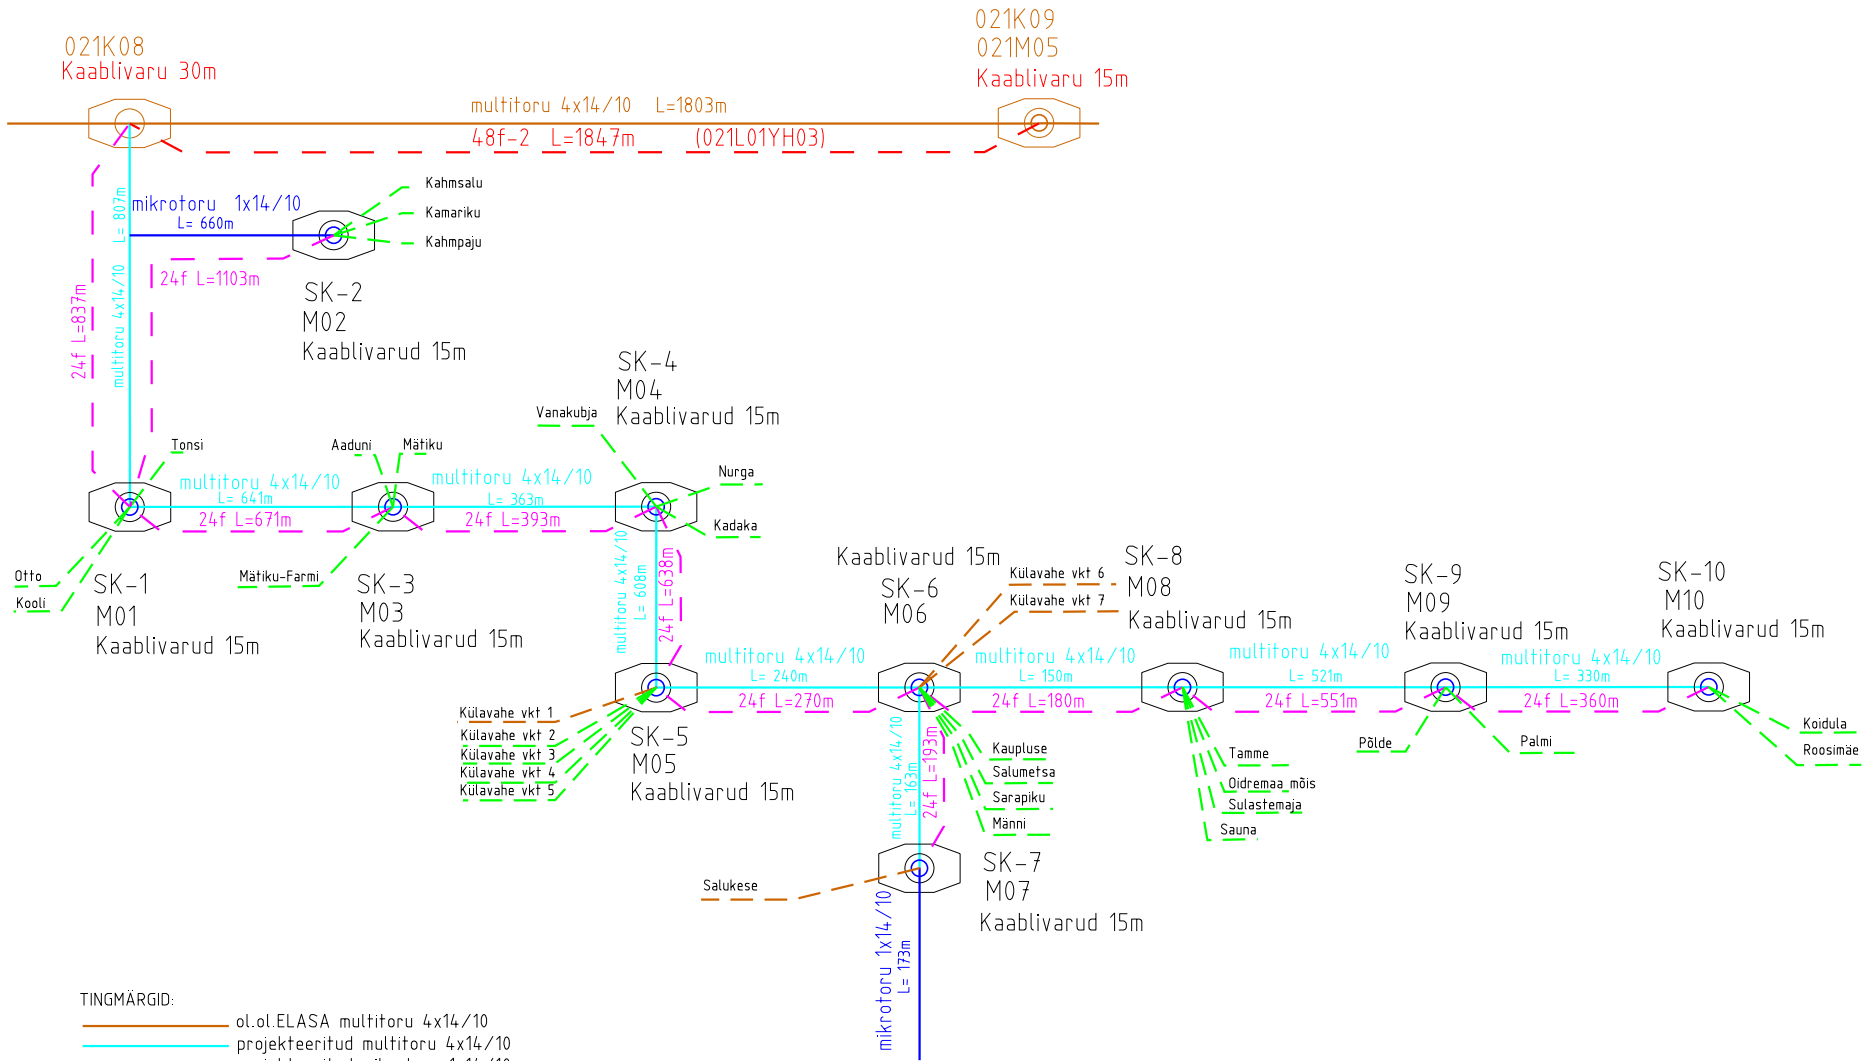 021K08
Kaablivaru 30m
021K09
021M05
Kaablivaru 15m
multitoru 4x14/10 L=1803m
48f-2 L=1847m (021L01YH03)
mikrotoru 1x14/10
L= 660m
L= 807m
multitoru 4x14/10
24f L=837m
24f L=1103m
Kahmsalu
Kamariku
Kahmpaju
SK-2
M02
Kaablivarud 15m
SK-4
M04
Kaablivarud 15m
Vanakubja
Nurga
Kadaka
Tonsi
Aaduni
Mätiku
multitoru 4x14/10
L= 641m
24f L=671m
multitoru 4x14/10
L= 363m
24f L=393m
Otto
Kooli
SK-1
M01
Kaablivarud 15m
Mätiku-Farmi
SK-3
M03
Kaablivarud 15m
multitoru 4x14/10
L= 608m
24f L=638m
Kaablivarud 15m
SK-6
M06
Külavahe vkt 6
Külavahe vkt 7
SK-8
M08
Kaablivarud 15m
SK-9
M09
Kaablivarud 15m
SK-10
M10
Kaablivarud 15m
multitoru 4x14/10
L= 240m
24f L=270m
multitoru 4x14/10
L= 150m
24f L=180m
multitoru 4x14/10
L= 521m
24f L=551m
multitoru 4x14/10
L= 330m
24f L=360m
Külavahe vkt 1
Külavahe vkt 2
Külavahe vkt 3
Külavahe vkt 4
Külavahe vkt 5
SK-5
M05
Kaablivarud 15m
multitoru 4x14/10
L= 163m
24f L=193m
Kaupluse
Salumetsa
Sarapiku
Männi
Tamme
Oidremaa mõis
Sulastemaja
Sauna
Põlde
Palmi
Koidula
Roosimäe
Salukese
SK-7
M07
Kaablivarud 15m
mikrotoru 1x14/10
L= 173m
TINGMÄRGID:
ol.ol.ELASA multitoru 4x14/10
projekteeritud multitoru 4x14/10